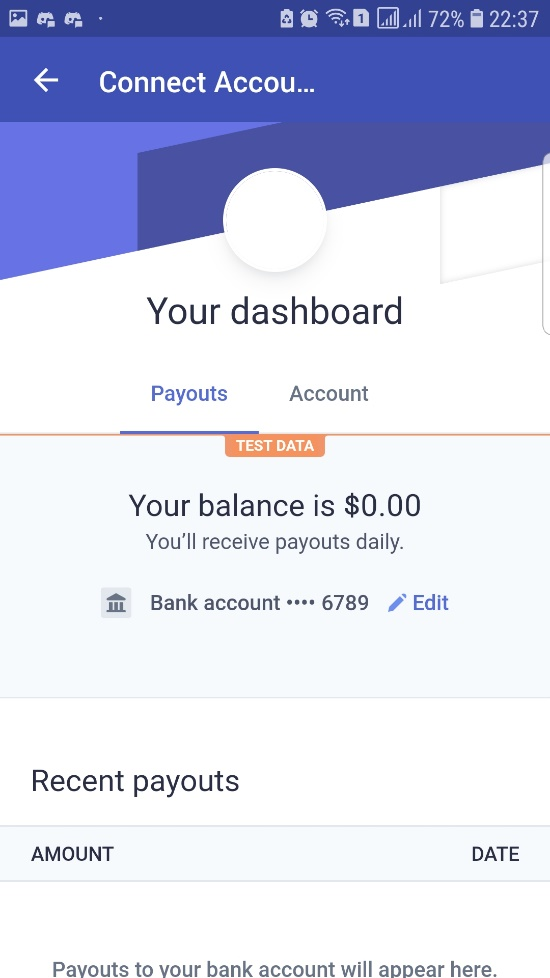 1 72% 22:37
Connect Accou...
Your dashboard
Payouts Account
TEST DATA
Your balance is $0.00
You’ll receive payouts daily.
Bank account •••• 6789 Edit
Recent payouts
AMOUNT DATE
Payouts to your bank account will appear here.